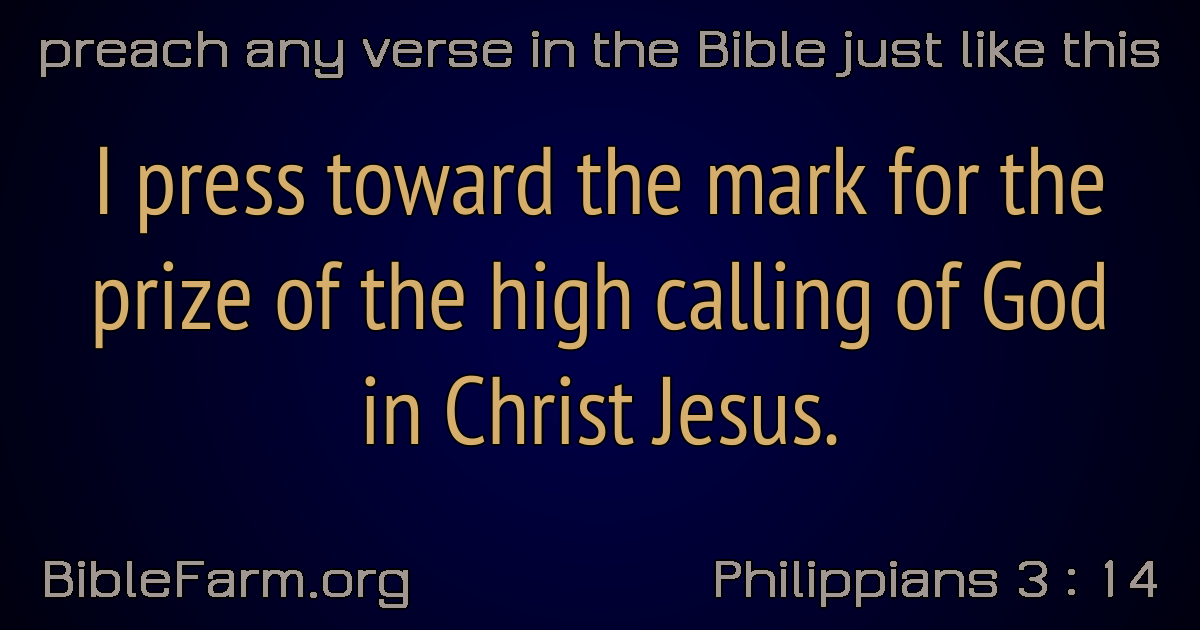 preach any verse in the Bible just like this
I press toward the mark for the
prize of the high calling of God
in Christ Jesus.
BibleFarm.org
Philippians 3 : 14